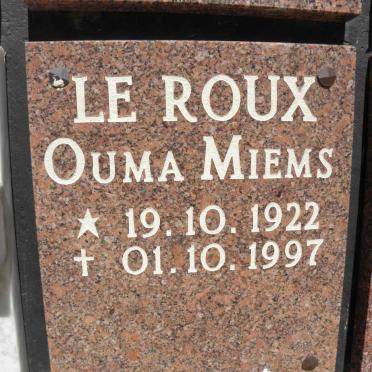 LE ROUX
OUMA MIEMS
★ 19. 10. 1922
✝ 01. 10. 1997